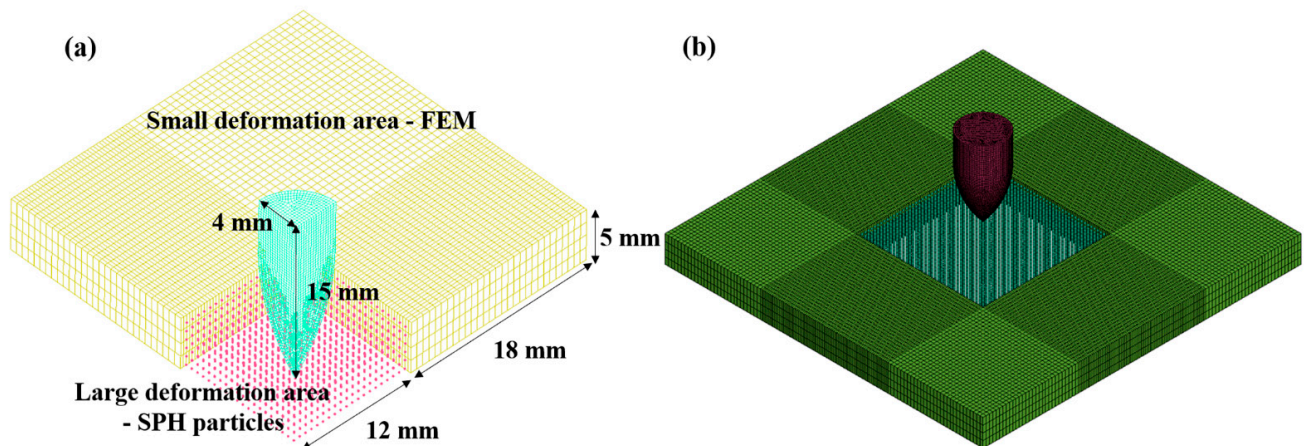 (a)
(b)
Small deformation area - FEM
4 mm
5 mm
15 mm
18 mm
Large deformation area
- SPH particles
12 mm